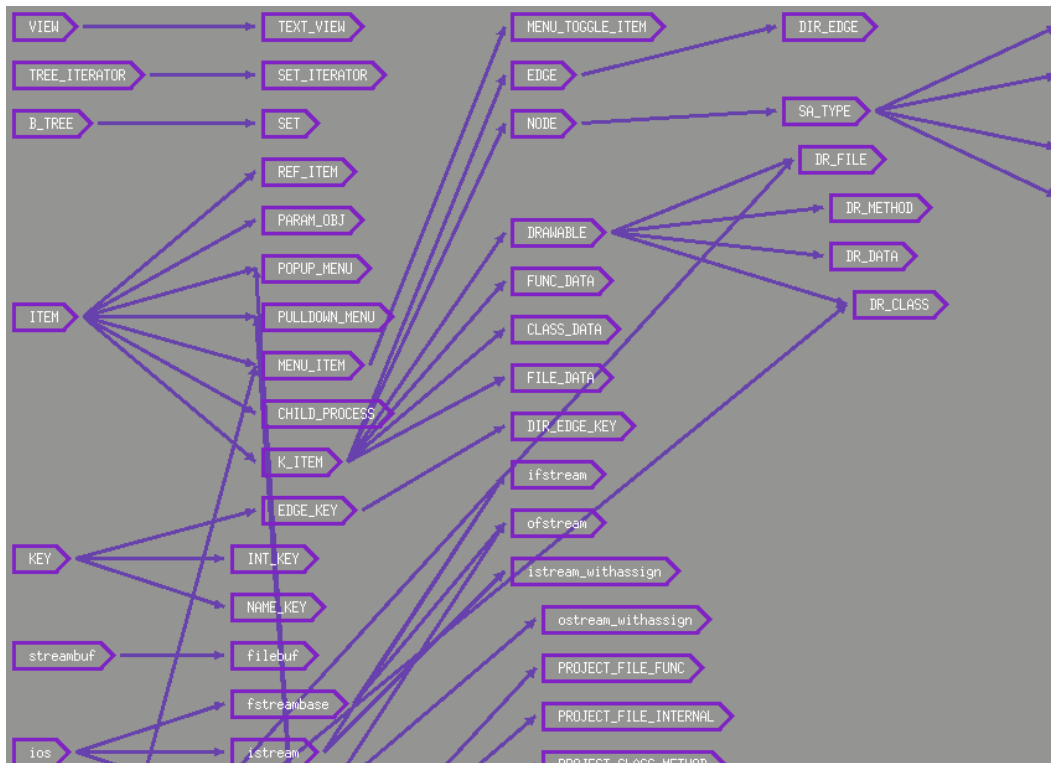 VIEW
TEXT_VIEW
MENU_TOGGLE_ITEM
DIR_EDGE
TREE_ITERATOR
SET_ITERATOR
EDGE
B_TREE
SET
NODE
SA_TYPE
REF_ITEM
DR_FILE
PARAM_OBJ
DRAWABLE
DR_METHOD
POPUP_MENU
FUNC_DATA
DR_DATA
ITEM
PULLDOWN_MENU
CLASS_DATA
DR_CLASS
MENU_ITEM
FILE_DATA
CHILD_PROCESS
DIR_EDGE_KEY
K_ITEM
ifstream
EDGE_KEY
ofstream
KEY
INT_KEY
istream_withassign
NAME_KEY
ostream_withassign
streambuf
filebuf
PROJECT_FILE_FUNC
fstreambase
PROJECT_FILE_INTERNAL
ios
istream
PROJECT_CLASS_METHOD